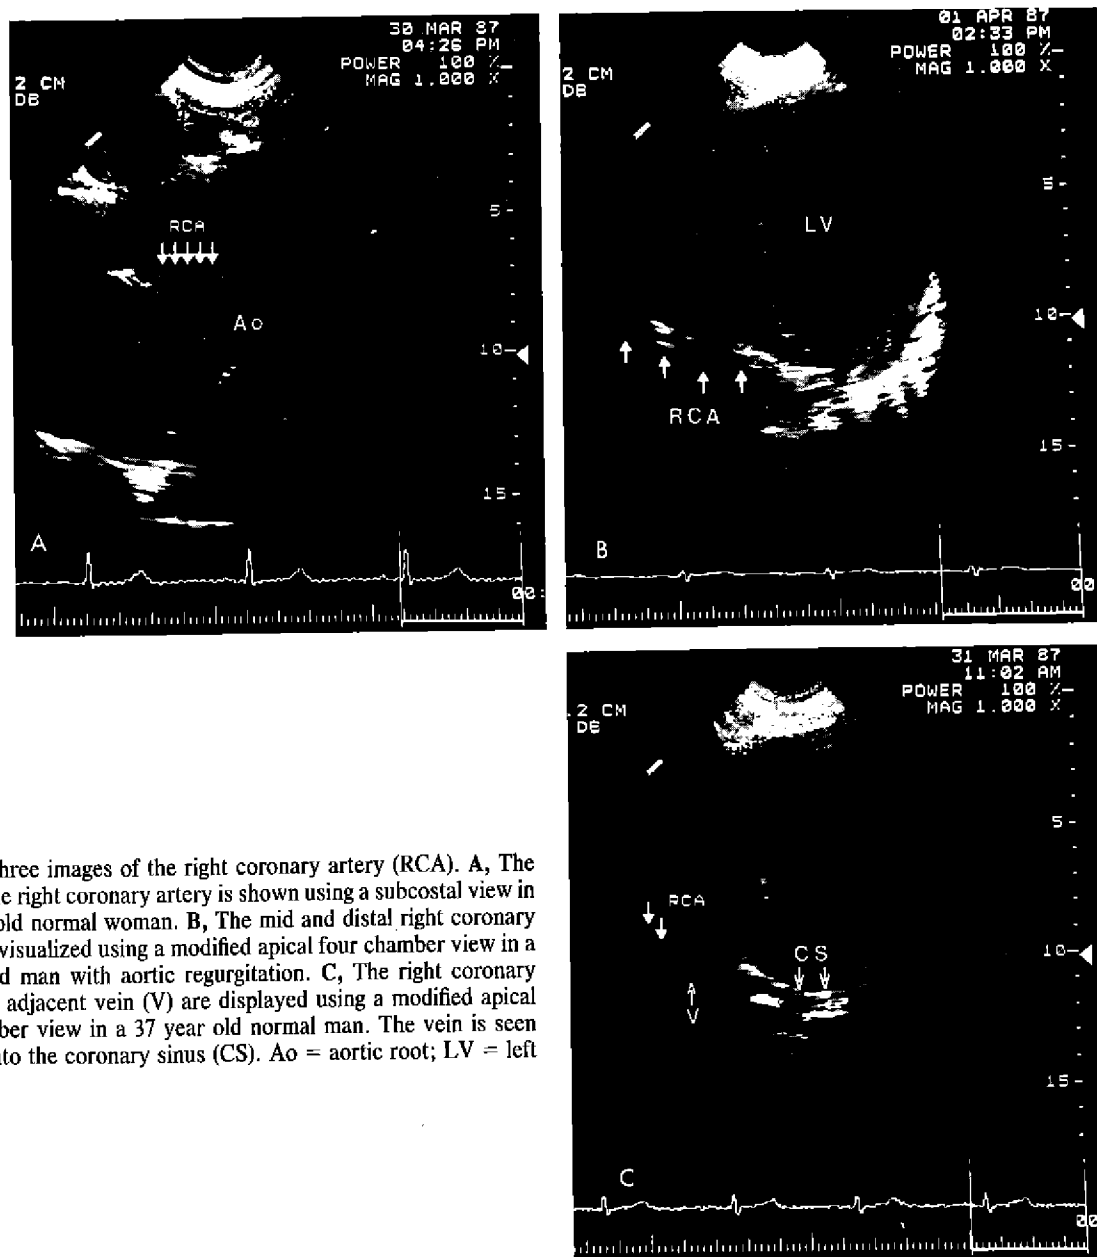 30 MAR 87
04:26 PM
POWER 100 %
MAG 1.000 X
2 CM
DB
RCA
5
Ao
10
15
A
00:
01 APR 87
02:33 PM
POWER 100 %
MAG 1.000 X
2 CM
DB
5
LV
10
RCA
15
B
00
31 MAR 87
11:02 AM
POWER 100 %
MAG 1.000 X
.2 CM
DB
5
RCA
CS
10
V
15
C
00
hree images of the right coronary artery (RCA). A, The
e right coronary artery is shown using a subcostal view in
old normal woman. B, The mid and distal right coronary
visualized using a modified apical four chamber view in a
d man with aortic regurgitation. C, The right coronary
adjacent vein (V) are displayed using a modified apical
ber view in a 37 year old normal man. The vein is seen
nto the coronary sinus (CS). Ao = aortic root; LV = left